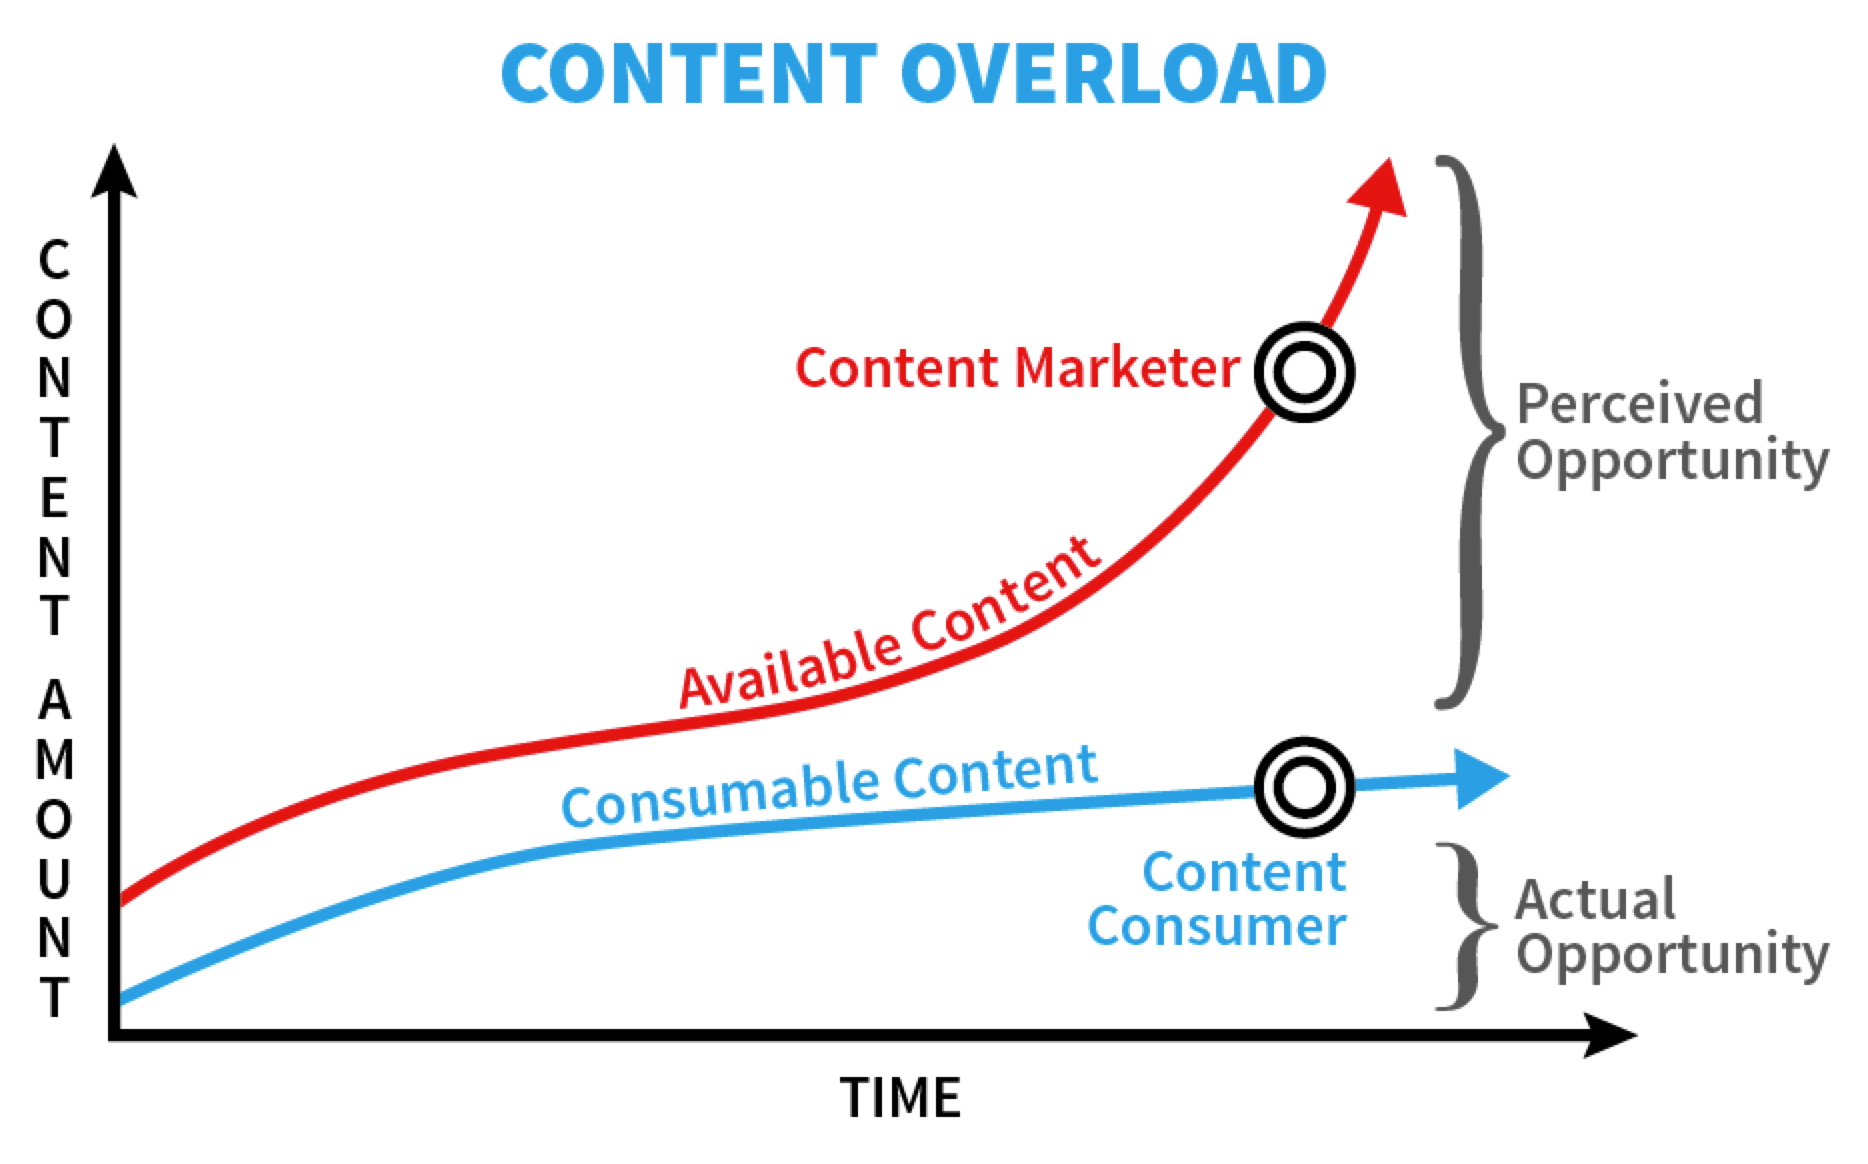 CONTENT OVERLOAD
CONTENT AMOUNT
Content Marketer
Perceived
Opportunity
Available Content
Consumable Content
Content
Consumer
Actual
Opportunity
TIME